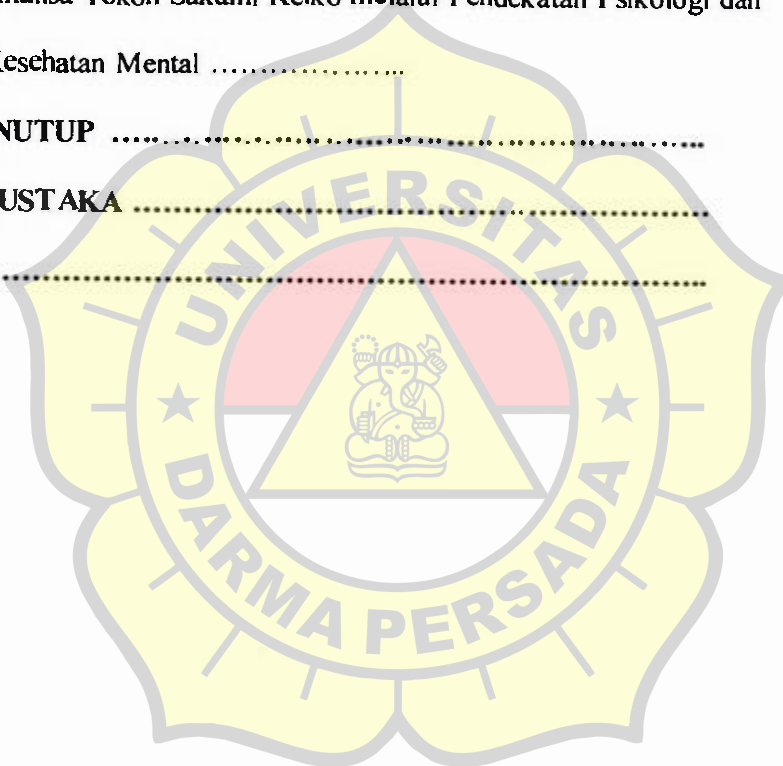 Tokoh Sakumi Reiko melalui Pendekatan Psikologi dan
Kesehatan Mental ....................
NUTUP ................................................................
USTAKA ................................................................
................................................................
UNIVERSITAS
DARMA PERSADA